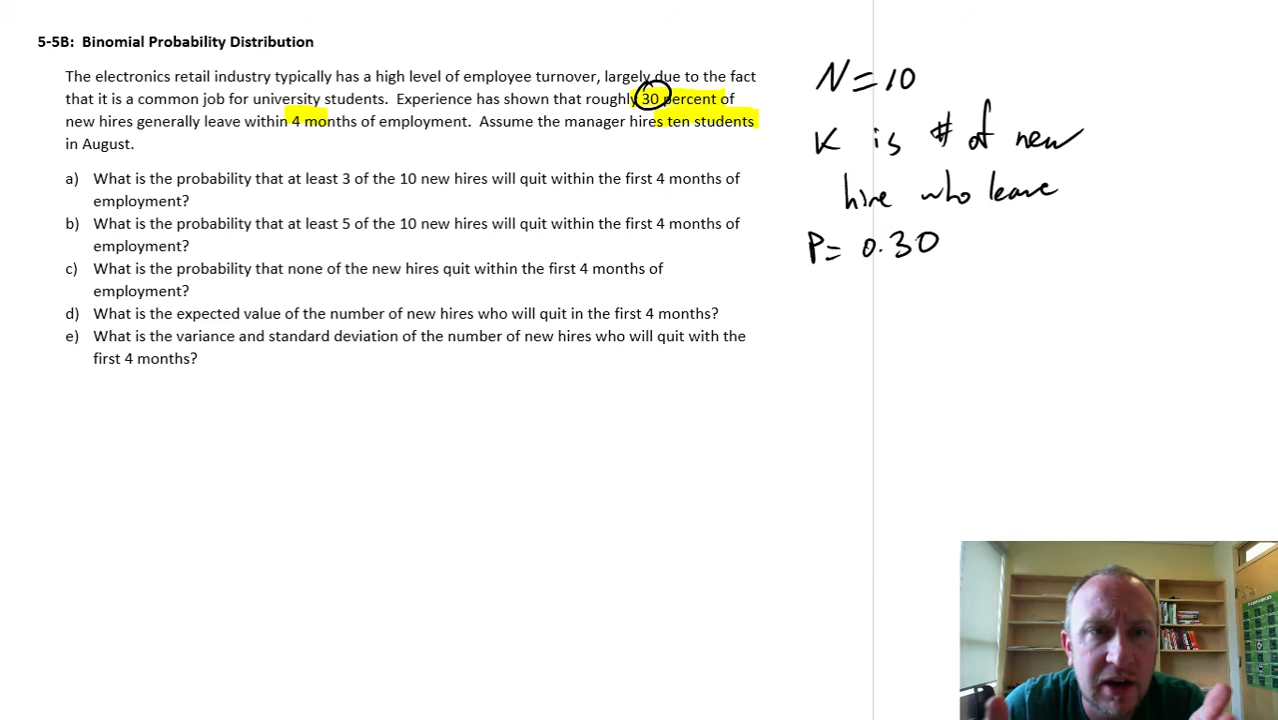 5-5B: Binomial Probability Distribution
The electronics retail industry typically has a high level of employee turnover, largely due to the fact
that it is a common job for university students. Experience has shown that roughly 30 percent of
new hires generally leave within 4 months of employment. Assume the manager hires ten students
in August.
a) What is the probability that at least 3 of the 10 new hires will quit within the first 4 months of
employment?
b) What is the probability that at least 5 of the 10 new hires will quit within the first 4 months of
employment?
c) What is the probability that none of the new hires quit within the first 4 months of
employment?
d) What is the expected value of the number of new hires who will quit in the first 4 months?
e) What is the variance and standard deviation of the number of new hires who will quit with the
first 4 months?
N=10
K is # of new
hire who leave
P= 0.30